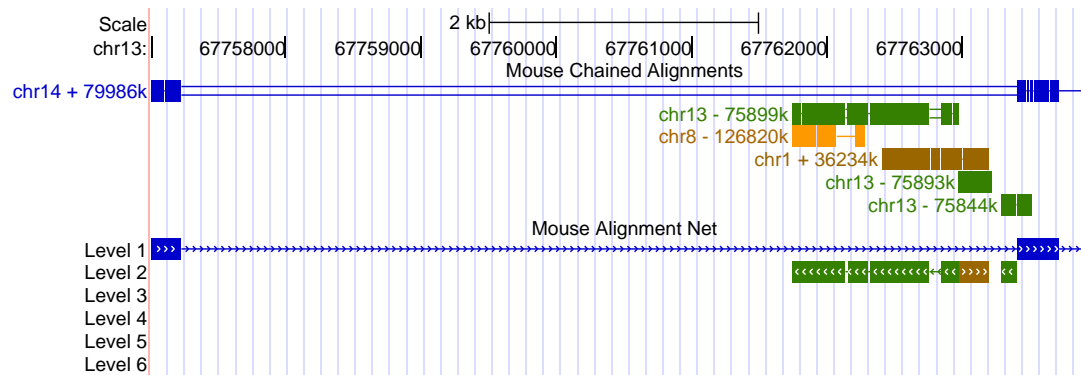 Scale 2 kb
chr13: 67758000 67759000 67760000 67761000 67762000 67763000
Mouse Chained Alignments
chr14 + 79986k
chr13 - 75899k
chr8 - 126820k
chr1 + 36234k
chr13 - 75893k
chr13 - 75844k
Mouse Alignment Net
Level 1
Level 2
Level 3
Level 4
Level 5
Level 6